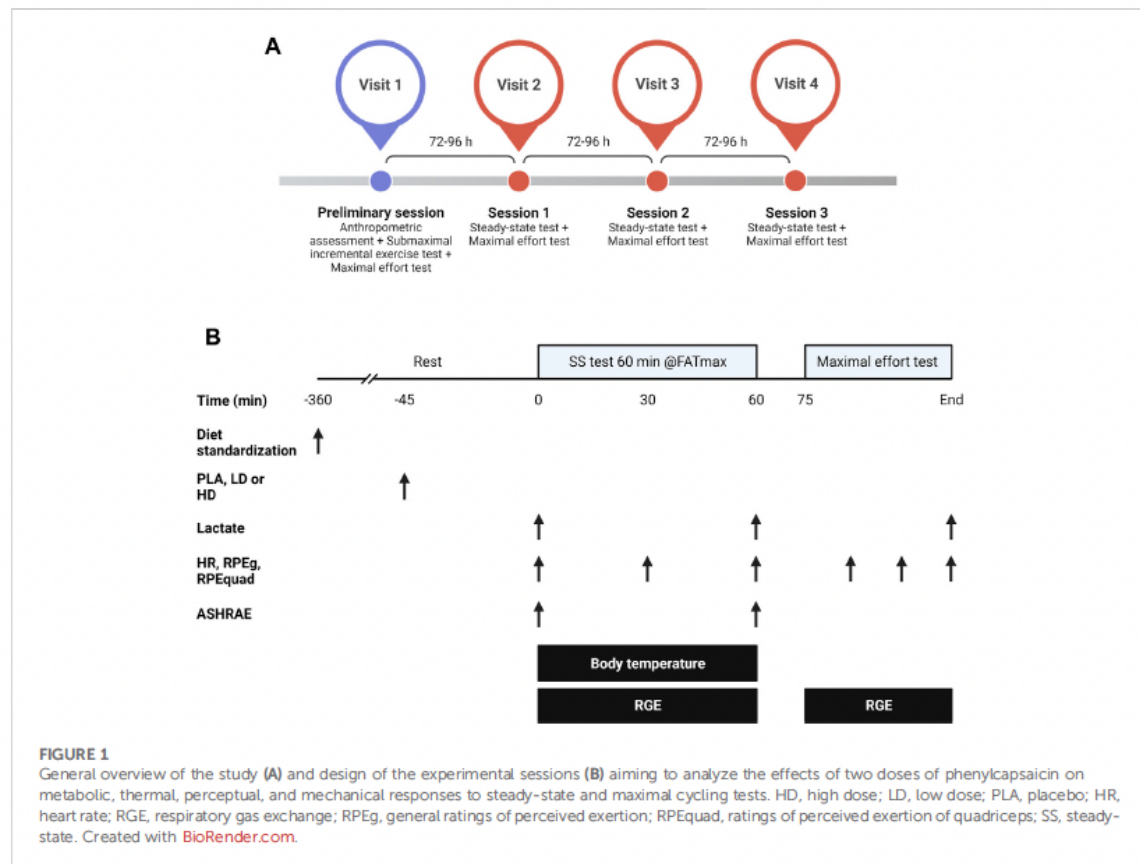 A
Visit 1
Visit 2
Visit 3
Visit 4
72-96 h
72-96 h
72-96 h
Preliminary session
Anthropometric
assessment + Submaximal
incremental exercise test +
Maximal effort test
Session 1
Steady-state test +
Maximal effort test
Session 2
Steady-state test +
Maximal effort test
Session 3
Steady-state test +
Maximal effort test
B
Rest
SS test 60 min @FATmax
Maximal effort test
Time (min) -360 -45 0 30 60 75 End
Diet
standardization
PLA, LD or
HD
Lactate
HR, RPEg,
RPEquad
ASHRAE
Body temperature
RGE
RGE
FIGURE 1
General overview of the study (A) and design of the experimental sessions (B) aiming to analyze the effects of two doses of phenylcapsaicin on
metabolic, thermal, perceptual, and mechanical responses to steady-state and maximal cycling tests. HD, high dose; LD, low dose; PLA, placebo; HR,
heart rate; RGE, respiratory gas exchange; RPEg, general ratings of perceived exertion; RPEquad, ratings of perceived exertion of quadriceps; SS, steady-
state. Created with BioRender.com.